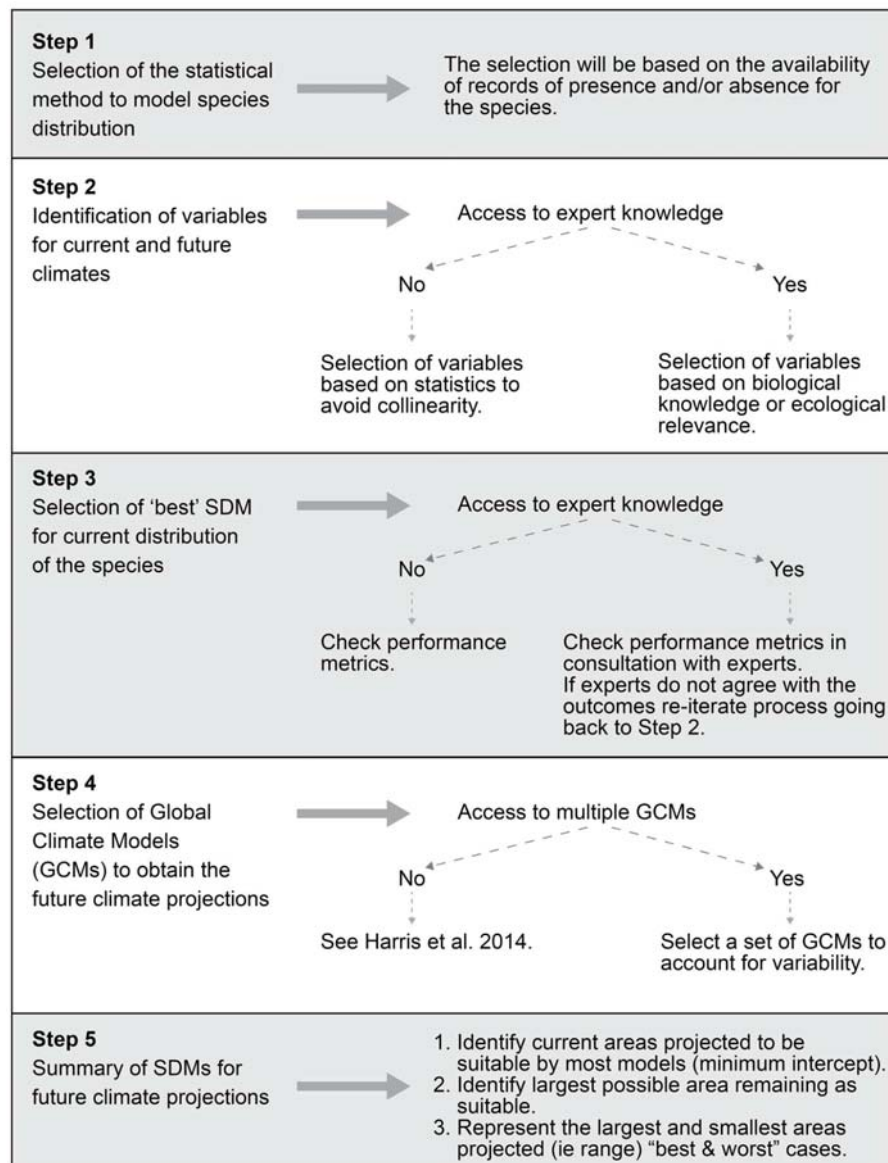 Step 1
Selection of the statistical
method to model species
distribution
The selection will be based on the availability
of records of presence and/or absence for
the species.
Step 2
Identification of variables
for current and future
climates
Access to expert knowledge
No
Yes
Selection of variables
based on statistics to
avoid collinearity.
Selection of variables
based on biological
knowledge or ecological
relevance.
Step 3
Selection of ‘best’ SDM
for current distribution
of the species
Access to expert knowledge
No
Yes
Check performance
metrics.
Check performance metrics in
consultation with experts.
If experts do not agree with the
outcomes re-iterate process going
back to Step 2.
Step 4
Selection of Global
Climate Models
(GCMs) to obtain the
future climate projections
Access to multiple GCMs
No
Yes
See Harris et al. 2014.
Select a set of GCMs to
account for variability.
Step 5
Summary of SDMs for
future climate projections
1. Identify current areas projected to be
suitable by most models (minimum intercept).
2. Identify largest possible area remaining as
suitable.
3. Represent the largest and smallest areas
projected (ie range) “best & worst” cases.